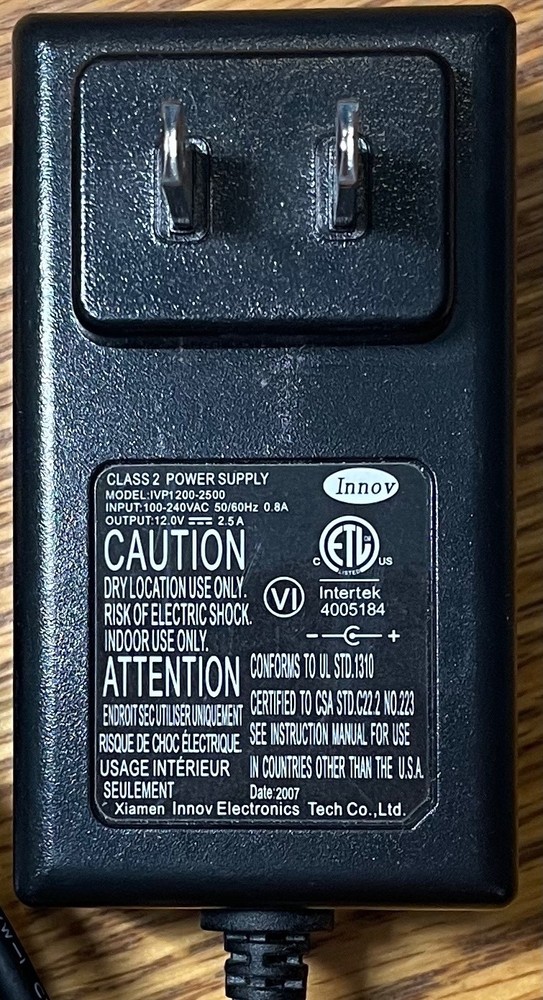 CLASS 2 POWER SUPPLY
MODEL:IVP1200-2500
INPUT:100-240VAC 50/60Hz 0.8A
OUTPUT:12.0V ⎓ 2.5A
Innov
CAUTION
DRY LOCATION USE ONLY.
RISK OF ELECTRIC SHOCK.
INDOOR USE ONLY.
VI
C ETL US
LISTED
Intertek
4005184
- +
ATTENTION
ENDROIT SEC UTILISER UNIQUEMENT
RISQUE DE CHOC ÉLECTRIQUE.
USAGE INTÉRIEUR
SEULEMENT
CONFORMS TO UL STD.1310
CERTIFIED TO CSA STD.C22.2 NO.223
SEE INSTRUCTION MANUAL FOR USE
IN COUNTRIES OTHER THAN THE U.S.A.
Date:2007
Xiamen Innov Electronics Tech Co.,Ltd.